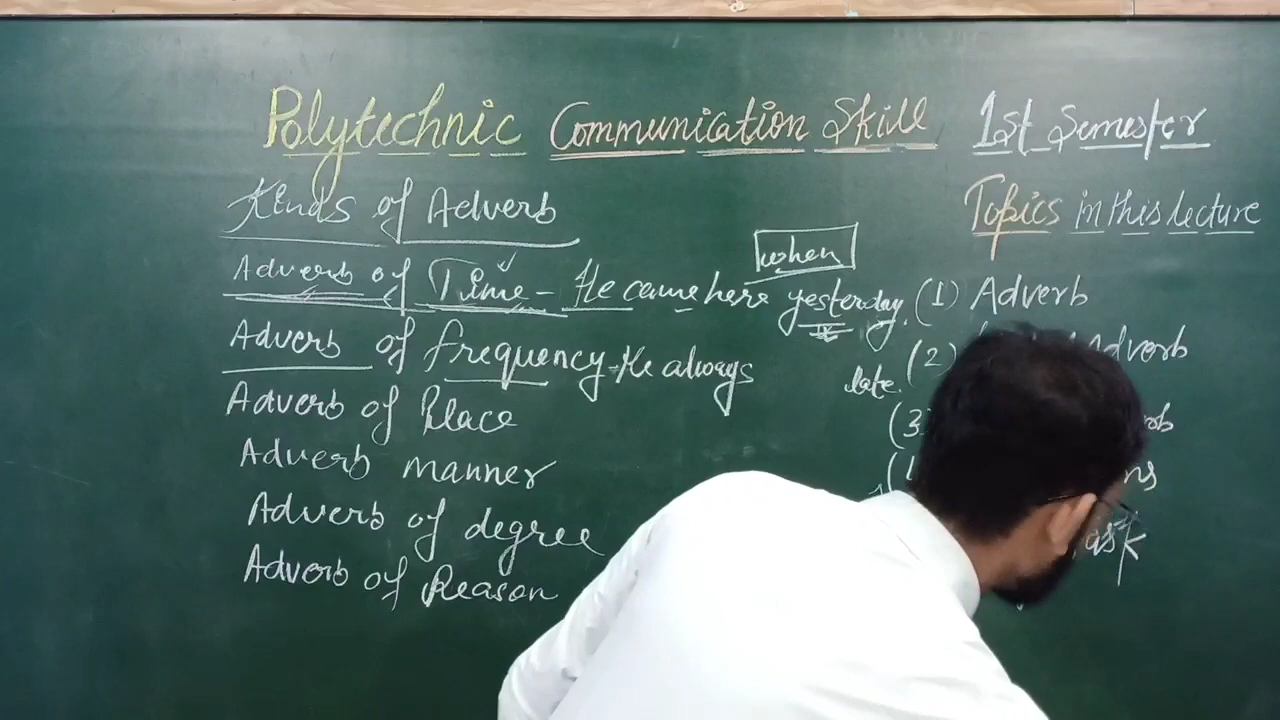 Polytechnic Communication Skill 1st Semester
Kinds of Adverb
Adverb of Time - He came here yesterday.
when
Adverb of frequency - He always
late.
Adverb of Place
Adverb manner
Adverb of degree
Adverb of Reason
Topics in this lecture
(1) Adverb
(2) Adverb
(3)